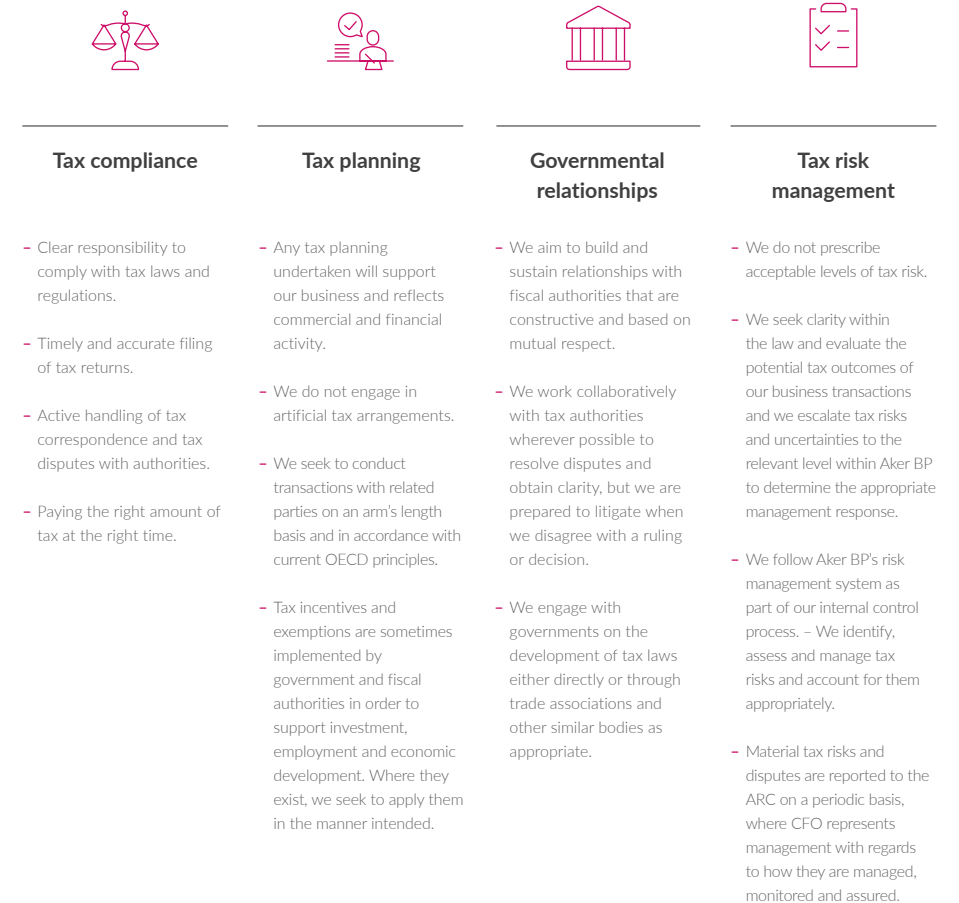 Tax compliance
– Clear responsibility to
comply with tax laws and
regulations.
– Timely and accurate filing
of tax returns.
– Active handling of tax
correspondence and tax
disputes with authorities.
– Paying the right amount of
tax at the right time.
Tax planning
– Any tax planning
undertaken will support
our business and reflects
commercial and financial
activity.
– We do not engage in
artificial tax arrangements.
– We seek to conduct
transactions with related
parties on an arm’s length
basis and in accordance with
current OECD principles.
– Tax incentives and
exemptions are sometimes
implemented by
government and fiscal
authorities in order to
support investment,
employment and economic
development. Where they
exist, we seek to apply them
in the manner intended.
Governmental
relationships
– We aim to build and
sustain relationships with
fiscal authorities that are
constructive and based on
mutual respect.
– We work collaboratively
with tax authorities
wherever possible to
resolve disputes and
obtain clarity, but we are
prepared to litigate when
we disagree with a ruling
or decision.
– We engage with
governments on the
development of tax laws
either directly or through
trade associations and
other similar bodies as
appropriate.
Tax risk
management
– We do not prescribe
acceptable levels of tax risk.
– We seek clarity within
the law and evaluate the
potential tax outcomes of
our business transactions
and we escalate tax risks
and uncertainties to the
relevant level within Aker BP
to determine the appropriate
management response.
– We follow Aker BP’s risk
management system as
part of our internal control
process. – We identify,
assess and manage tax
risks and account for them
appropriately.
– Material tax risks and
disputes are reported to the
ARC on a periodic basis,
where CFO represents
management with regards
to how they are managed,
monitored and assured.